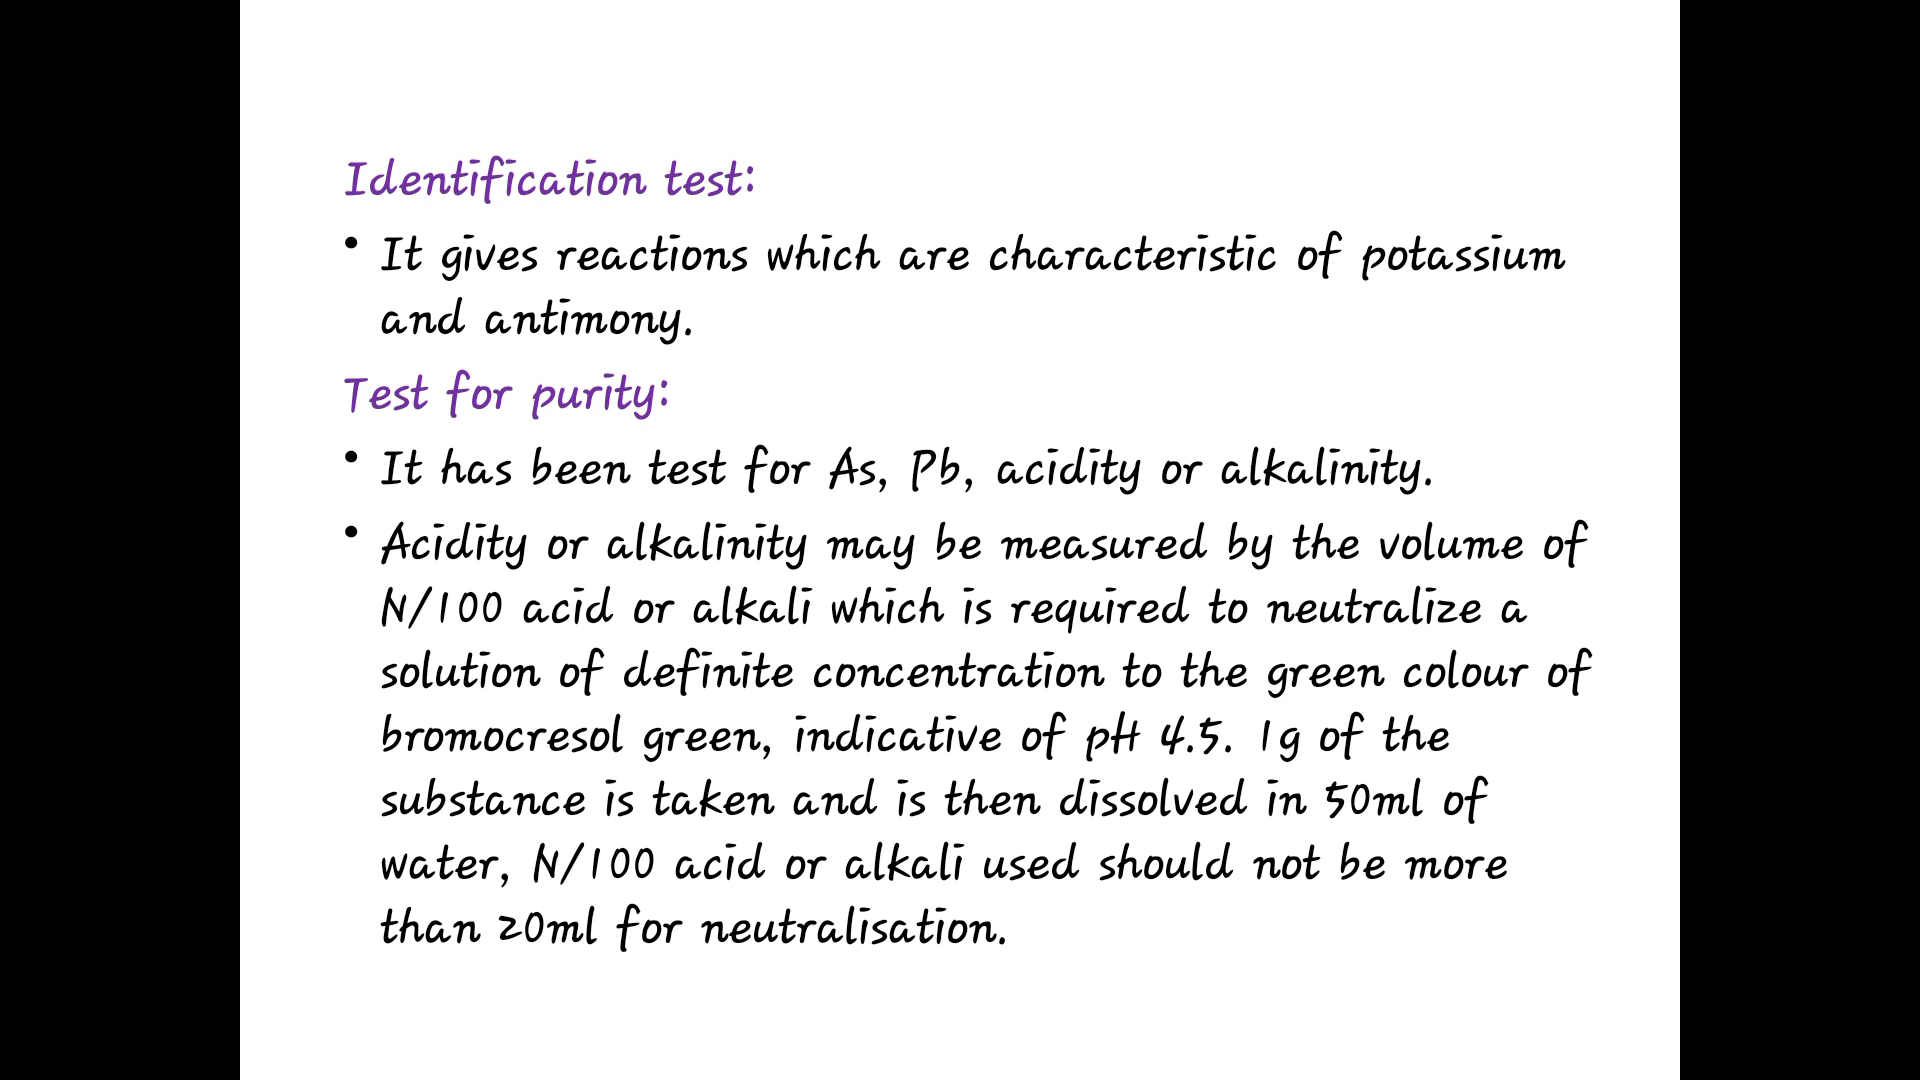 Identification test:
• It gives reactions which are characteristic of potassium
and antimony.
Test for purity:
• It has been test for As, Pb, acidity or alkalinity.
• Acidity or alkalinity may be measured by the volume of
N/100 acid or alkali which is required to neutralize a
solution of definite concentration to the green colour of
bromocresol green, indicative of pH 4.5. 1g of the
substance is taken and is then dissolved in 50ml of
water, N/100 acid or alkali used should not be more
than 20ml for neutralisation.